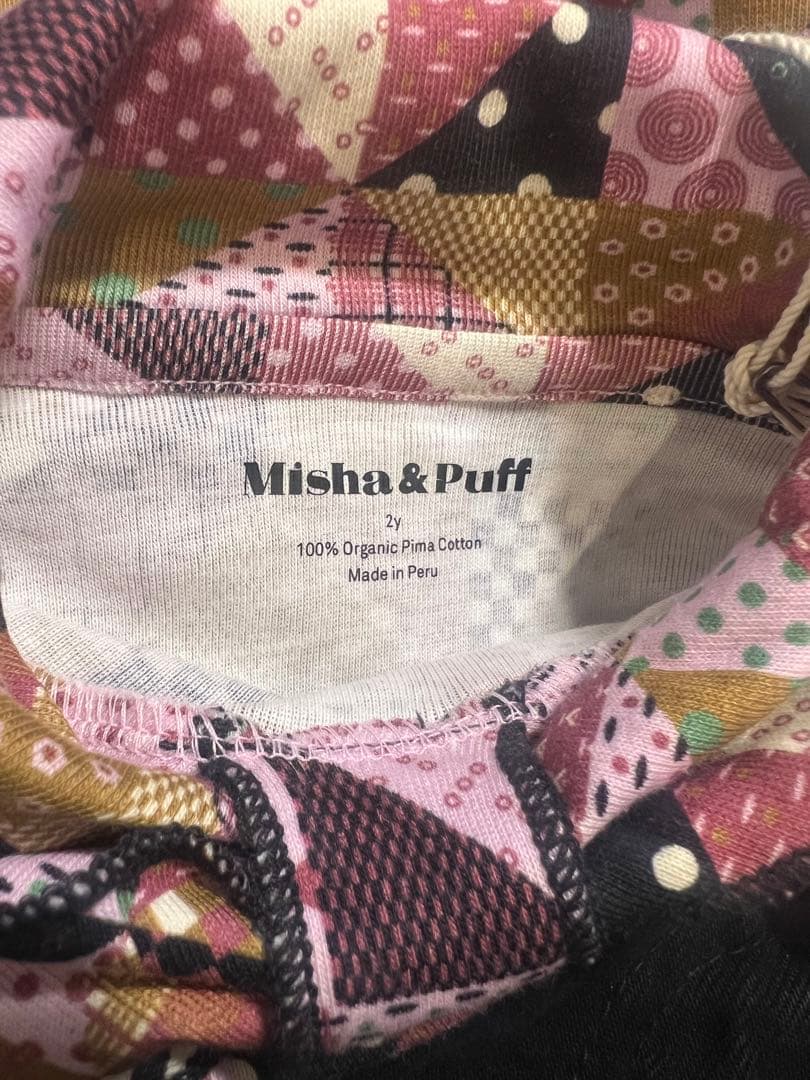 Misha & Puff
2y
100% Organic Pima Cotton
Made in Peru